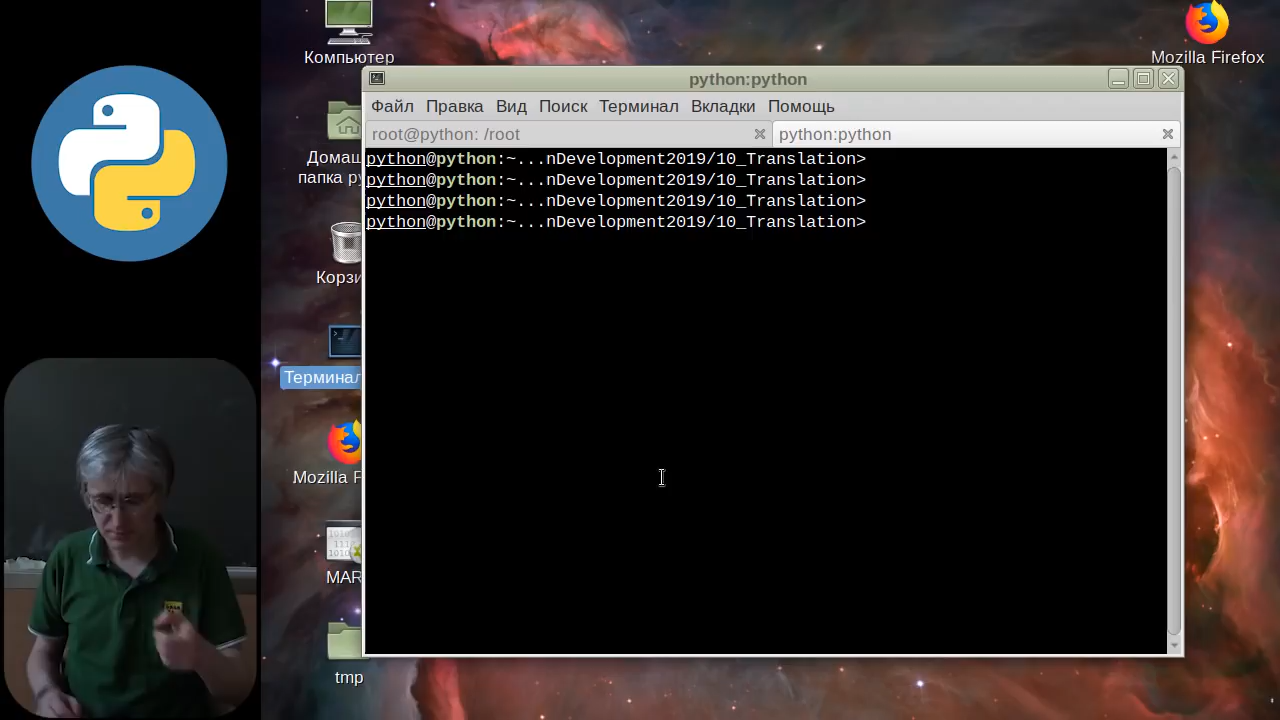 Компьютер
Mozilla Firefox
python:python
Файл Правка Вид Поиск Терминал Вкладки Помощь
root@python: /root
python:python
Домаш
папка ру
python@python:~...nDevelopment2019/10_Translation>
python@python:~...nDevelopment2019/10_Translation>
python@python:~...nDevelopment2019/10_Translation>
python@python:~...nDevelopment2019/10_Translation>
Корзи
Терминал
Mozilla F
MAR
tmp